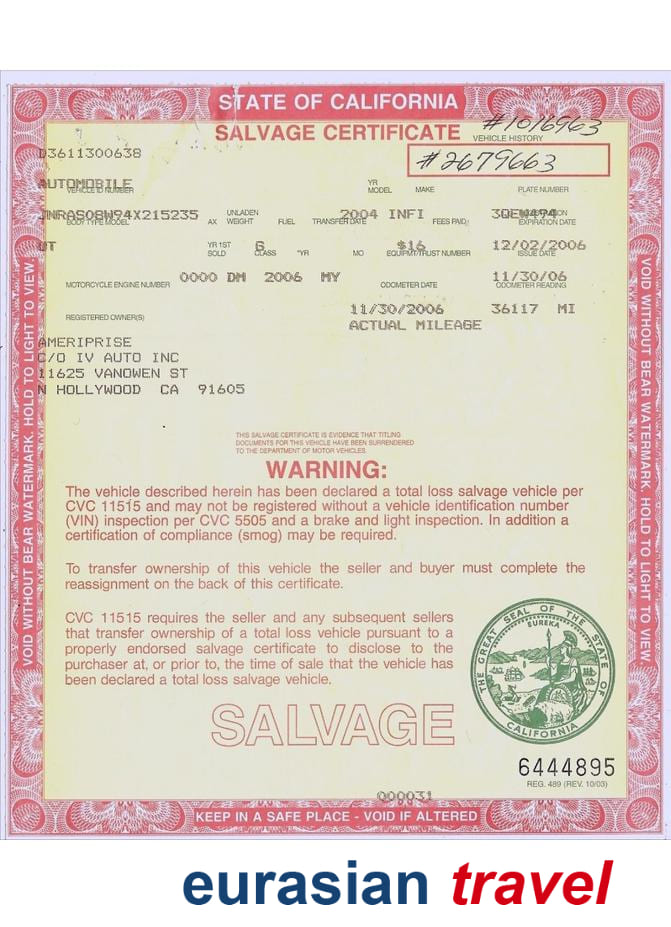 STATE OF CALIFORNIA
SALVAGE CERTIFICATE
#1016963
VEHICLE HISTORY
D3611300638
#2679663
AUTOMOBILE
VEHICLE ID NUMBER
YR MODEL
MAKE
PLATE NUMBER
JNRAS08W94X215235
2004 INFI
3QEW494
BODY TYPE MODEL
AX
UNLADEN WEIGHT
FUEL
TRANSFER DATE
FEES PAID
EXPIRATION DATE
UT
G
$16
12/02/2006
YR 1ST SOLD
CLASS
*YR
MO
EQUIPMT/TRUST NUMBER
ISSUE DATE
0000 DM 2006 MY
11/30/06
MOTORCYCLE ENGINE NUMBER
ODOMETER DATE
ODOMETER READING
11/30/2006
36117 MI
REGISTERED OWNER(S)
ACTUAL MILEAGE
AMERIPRISE
C/O IV AUTO INC
11625 VANOWEN ST
N HOLLYWOOD CA 91605
THIS SALVAGE CERTIFICATE IS EVIDENCE THAT TITLING
DOCUMENTS FOR THIS VEHICLE HAVE BEEN SURRENDERED
TO THE DEPARTMENT OF MOTOR VEHICLES.
WARNING:
The vehicle described herein has been declared a total loss salvage vehicle per
CVC 11515 and may not be registered without a vehicle identification number
(VIN) inspection per CVC 5505 and a brake and light inspection. In addition a
certification of compliance (smog) may be required.
To transfer ownership of this vehicle the seller and buyer must complete the
reassignment on the back of this certificate.
CVC 11515 requires the seller and any subsequent sellers
that transfer ownership of a total loss vehicle pursuant to a
properly endorsed salvage certificate to disclose to the
purchaser at, or prior to, the time of sale that the vehicle has
been declared a total loss salvage vehicle.
SALVAGE
THE GREAT SEAL OF THE STATE OF CALIFORNIA
EUREKA
6444895
REG. 489 (REV. 10/03)
000031
KEEP IN A SAFE PLACE - VOID IF ALTERED
VOID WITHOUT BEAR WATERMARK. HOLD TO LIGHT TO VIEW.
VOID WITHOUT BEAR WATERMARK. HOLD TO LIGHT TO VIEW
eurasian travel